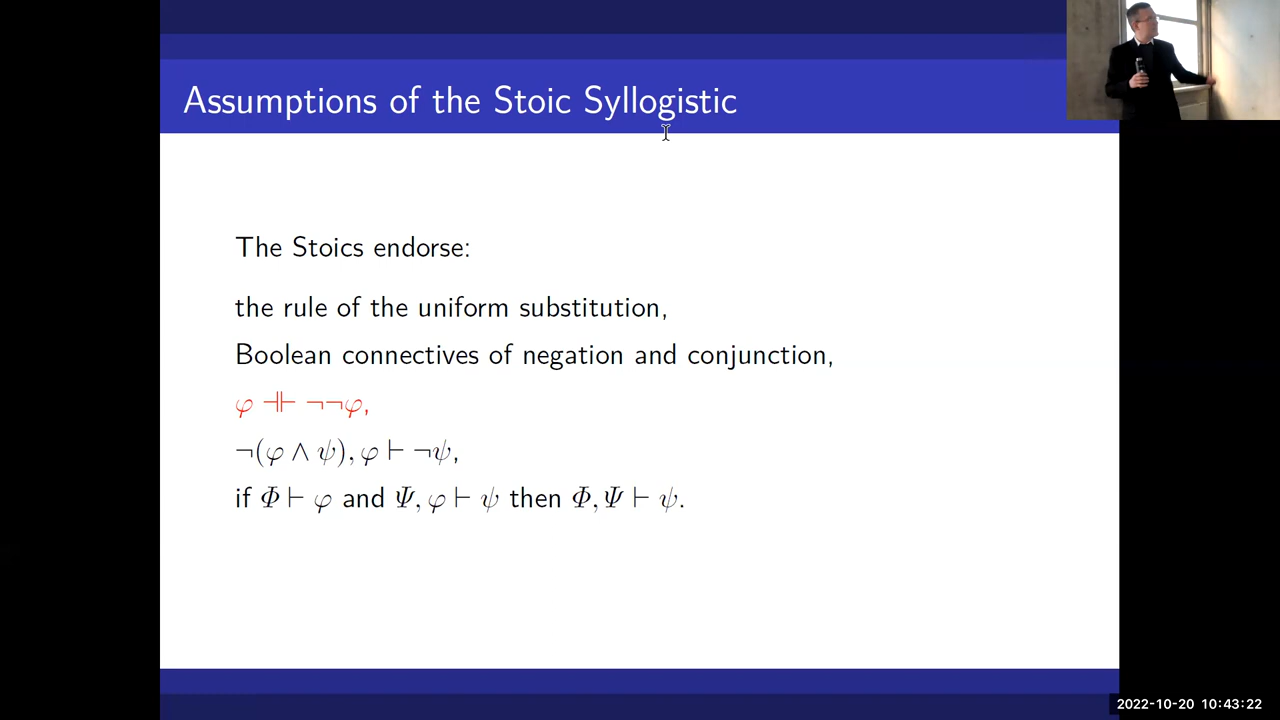 Assumptions of the Stoic Syllogistic
The Stoics endorse:
the rule of the uniform substitution,
Boolean connectives of negation and conjunction,
φ ⊣⊢ ¬¬φ,
¬(φ ∧ ψ), φ ⊢ ¬ψ,
if Φ ⊢ φ and Ψ, φ ⊢ ψ then Φ, Ψ ⊢ ψ.
2022-10-20 10:43:22